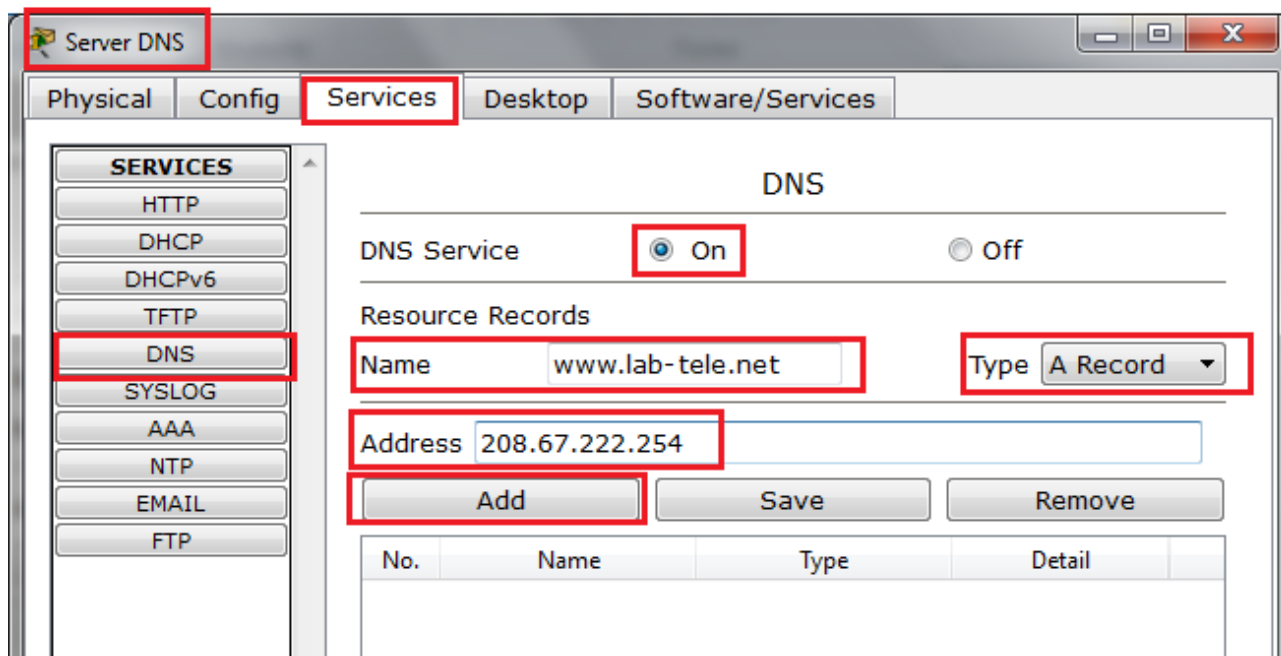 Server DNS
Physical Config Services Desktop Software/Services
SERVICES
HTTP
DHCP
DHCPv6
TFTP
DNS
SYSLOG
AAA
NTP
EMAIL
FTP
DNS
DNS Service On Off
Resource Records
Name www.lab-tele.net Type A Record
Address 208.67.222.254
Add Save Remove
No. Name Type Detail